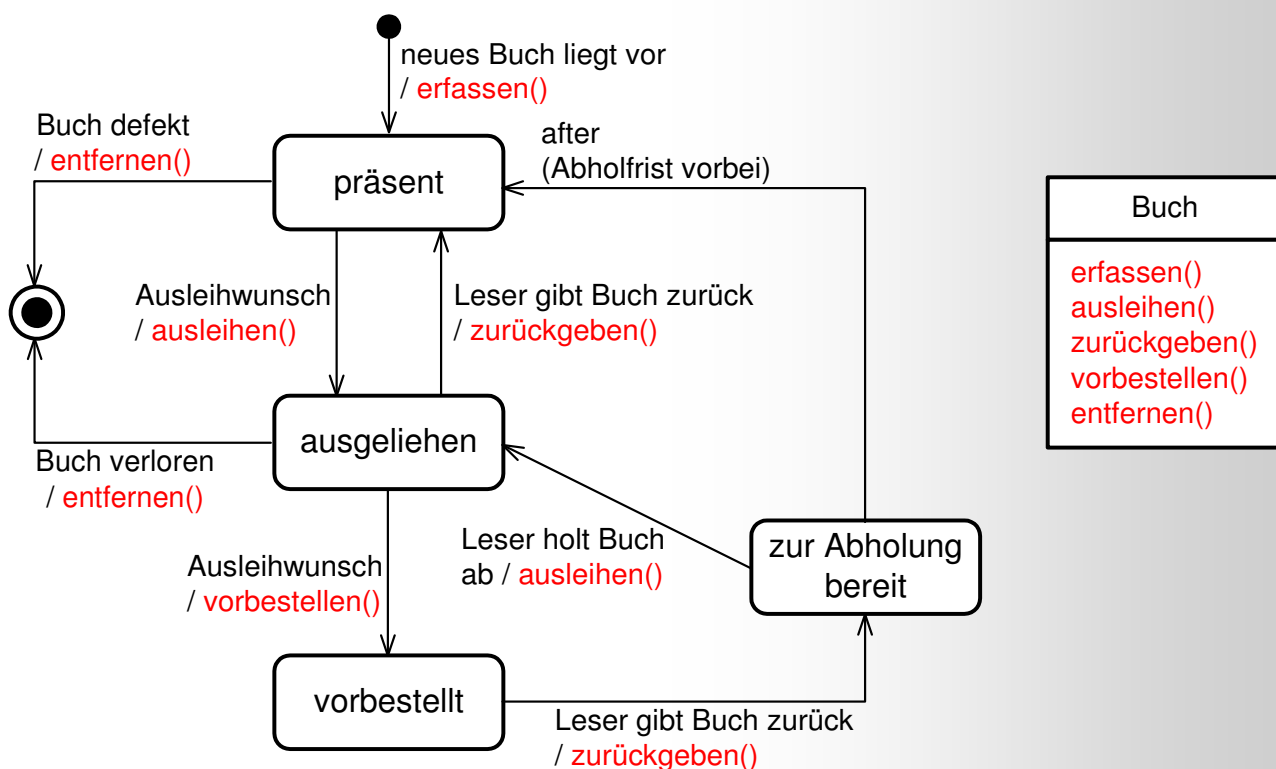 neues Buch liegt vor
/ erfassen()
Buch defekt
/ entfernen()
after
(Abholfrist vorbei)
präsent
Buch
erfassen()
ausleihen()
zurückgeben()
vorbestellen()
entfernen()
Ausleihwunsch
/ ausleihen()
Leser gibt Buch zurück
/ zurückgeben()
ausgeliehen
Buch verloren
/ entfernen()
Leser holt Buch
ab / ausleihen()
zur Abholung
bereit
Ausleihwunsch
/ vorbestellen()
vorbestellt
Leser gibt Buch zurück
/ zurückgeben()